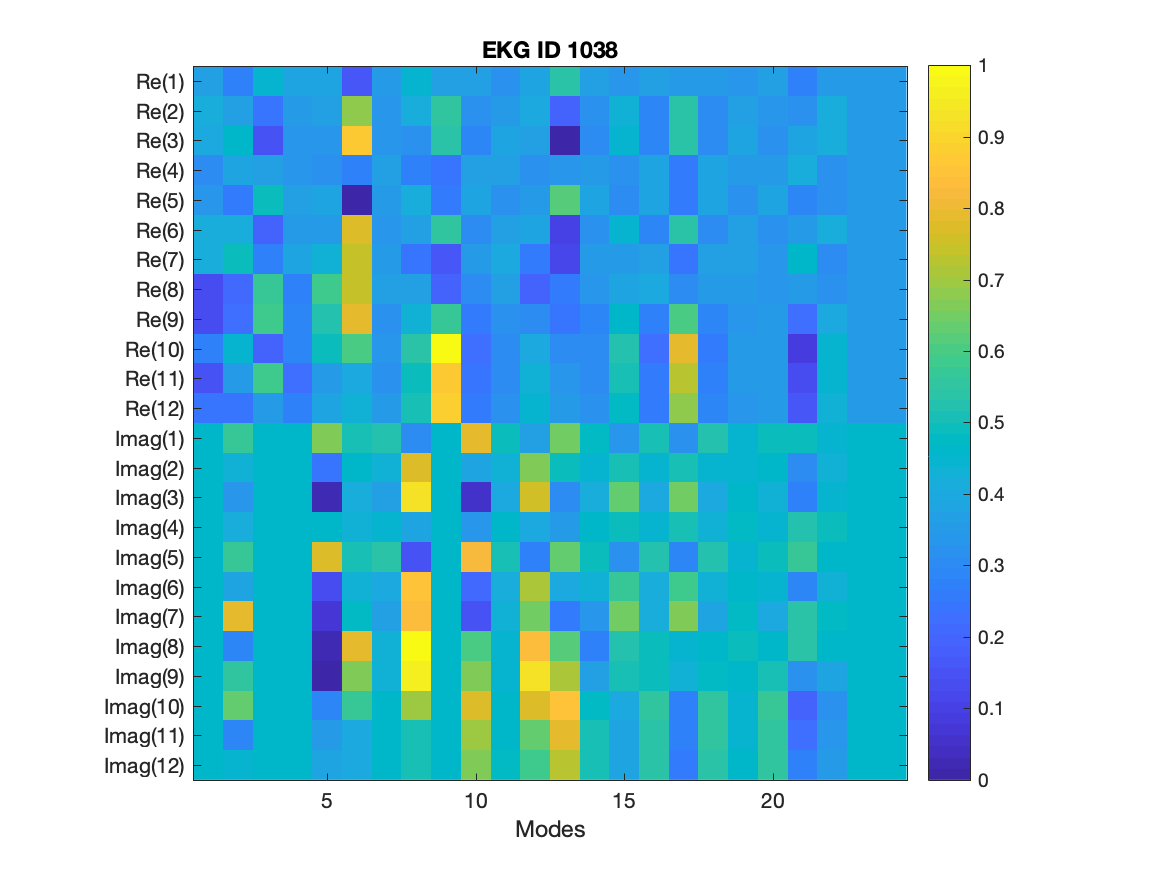 EKG ID 1038
Re(1)
Re(2)
Re(3)
Re(4)
Re(5)
Re(6)
Re(7)
Re(8)
Re(9)
Re(10)
Re(11)
Re(12)
Imag(1)
Imag(2)
Imag(3)
Imag(4)
Imag(5)
Imag(6)
Imag(7)
Imag(8)
Imag(9)
Imag(10)
Imag(11)
Imag(12)
5 10 15 20
Modes
1
0.9
0.8
0.7
0.6
0.5
0.4
0.3
0.2
0.1
0